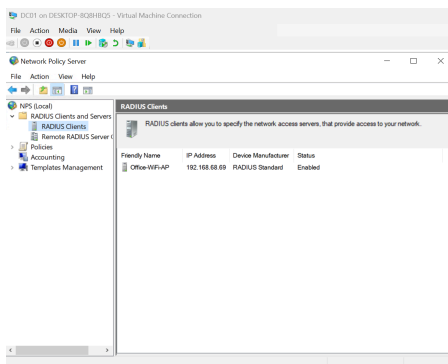 DC01 on DESKTOP-8Q8H8Q5 - Virtual Machine Connection
File Action Media View Help
Network Policy Server
File Action View Help
NPS (Local)
RADIUS Clients and Servers
RADIUS Clients
Remote RADIUS Server
Policies
Accounting
Templates Management
RADIUS Clients
RADIUS clients allow you to specify the network access servers, that provide access to your network.
Friendly Name IP Address Device Manufacturer Status
Office-WiFi-AP 192.168.68.69 RADIUS Standard Enabled